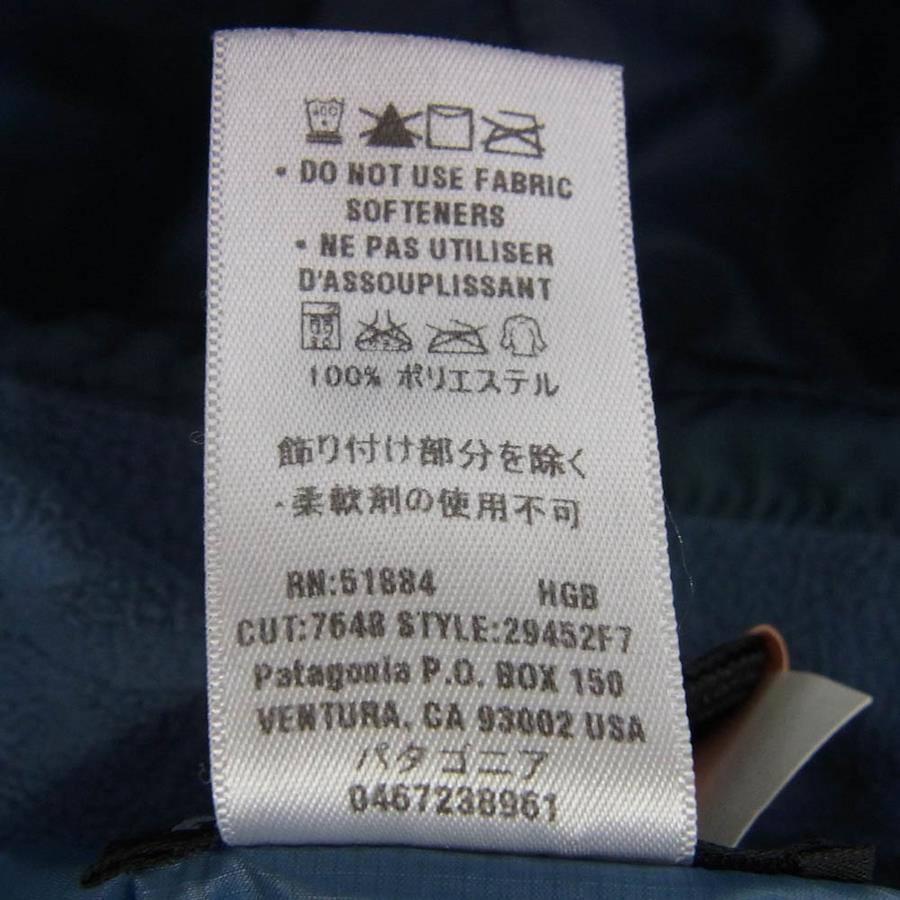 • DO NOT USE FABRIC
SOFTENERS
• NE PAS UTILISER
D'ASSOUPLISSANT
100% ポリエステル
飾り付け部分を除く
・柔軟剤の使用不可
RN:51884 HGB
CUT:7648 STYLE:29452F7
Patagonia P.O. BOX 150
VENTURA, CA 93002 USA
パタゴニア
0467238961